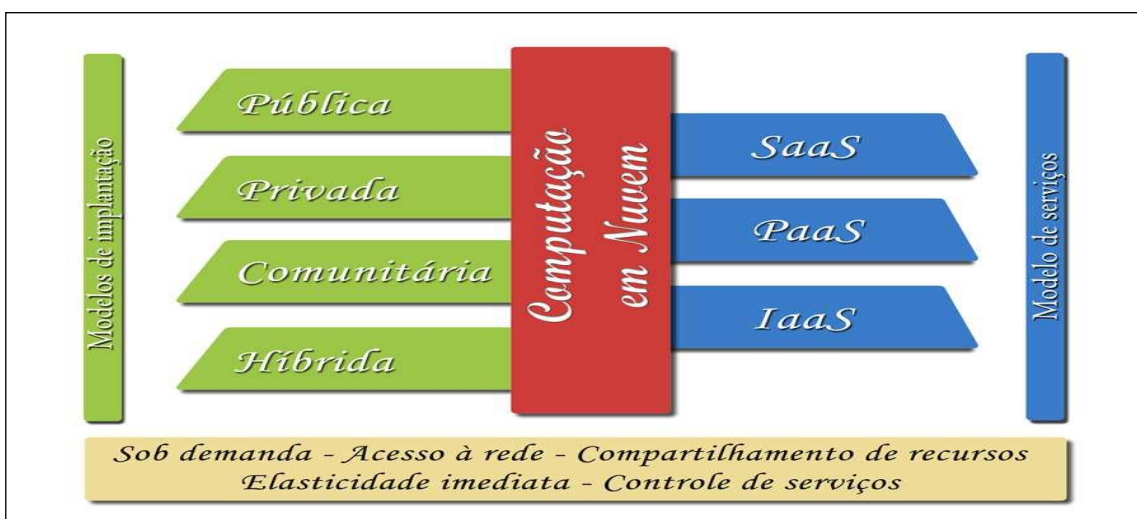 Modelos de implantação
Pública
Privada
Comunitária
Híbrida
Computação
em Nuvem
SaaS
PaaS
IaaS
Modelo de serviços
Sob demanda - Acesso à rede - Compartilhamento de recursos
Elasticidade imediata - Controle de serviços